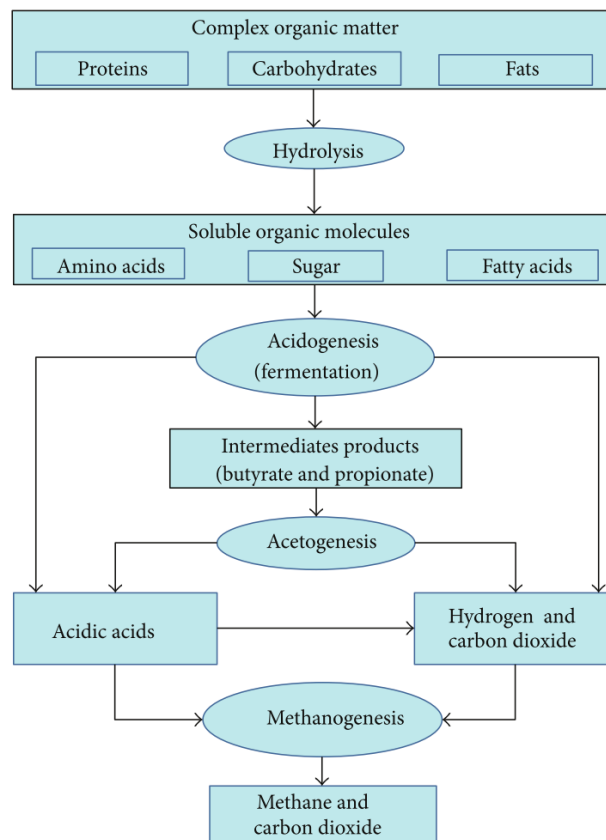 Complex organic matter
Proteins
Carbohydrates
Fats
Hydrolysis
Soluble organic molecules
Amino acids
Sugar
Fatty acids
Acidogenesis
(fermentation)
Intermediates products
(butyrate and propionate)
Acetogenesis
Acidic acids
Hydrogen and
carbon dioxide
Methanogenesis
Methane and
carbon dioxide